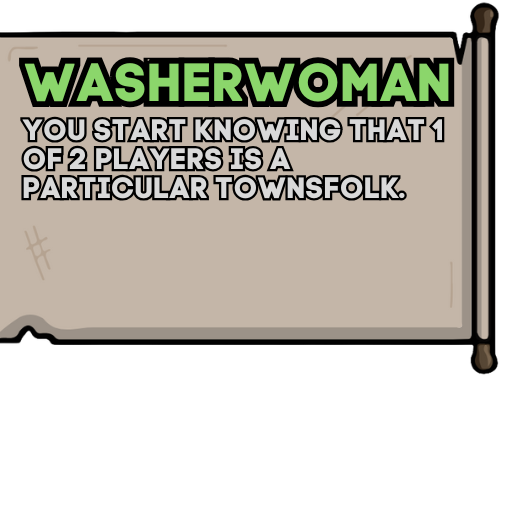 WASHERWOMAN
YOU START KNOWING THAT 1
OF 2 PLAYERS IS A
PARTICULAR TOWNSFOLK.